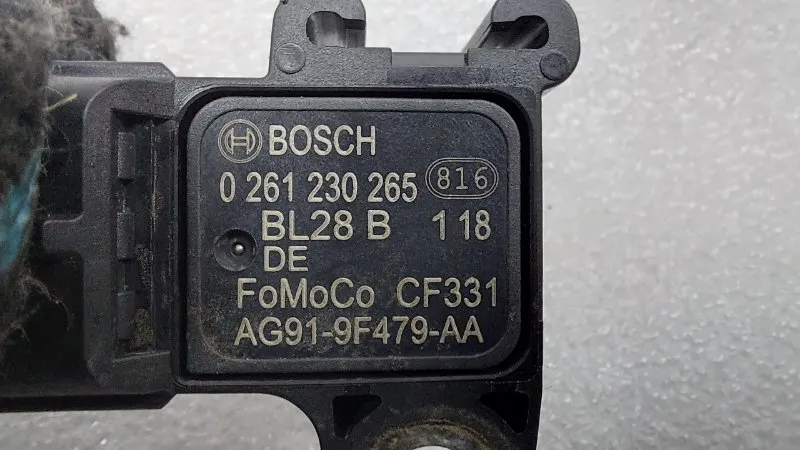 BOSCH
0 261 230 265 816
BL28 B 118
DE
FoMoCo CF331
AG91-9F479-AA